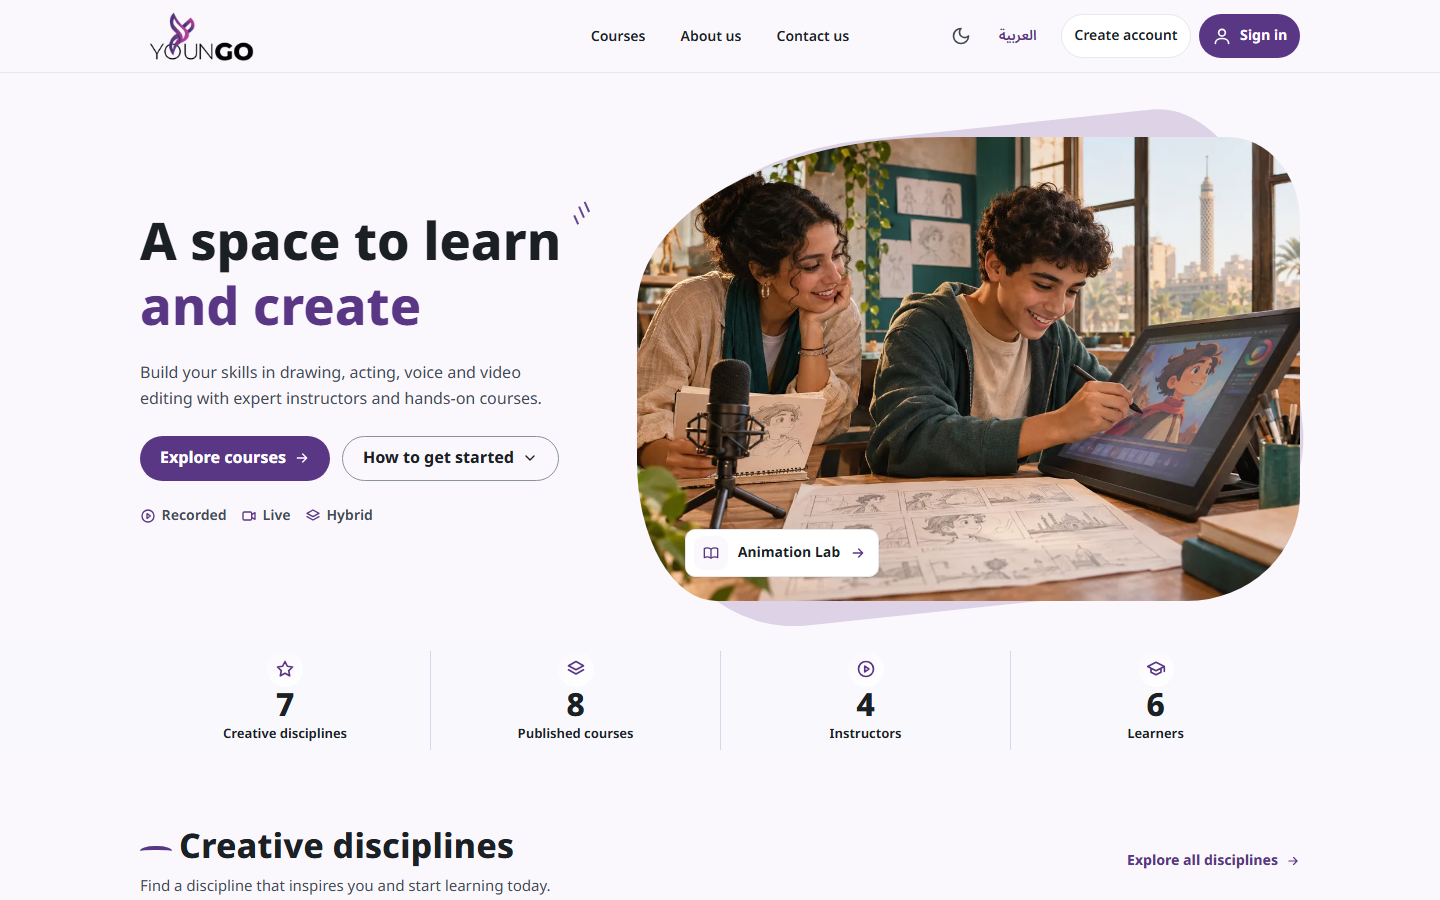 YOUNGO
Courses
About us
Contact us
العربية
Create account
Sign in
A space to learn
and create
Build your skills in drawing, acting, voice and video
editing with expert instructors and hands-on courses.
Explore courses
How to get started
Recorded
Live
Hybrid
Animation Lab
7
Creative disciplines
8
Published courses
4
Instructors
6
Learners
Creative disciplines
Find a discipline that inspires you and start learning today.
Explore all disciplines